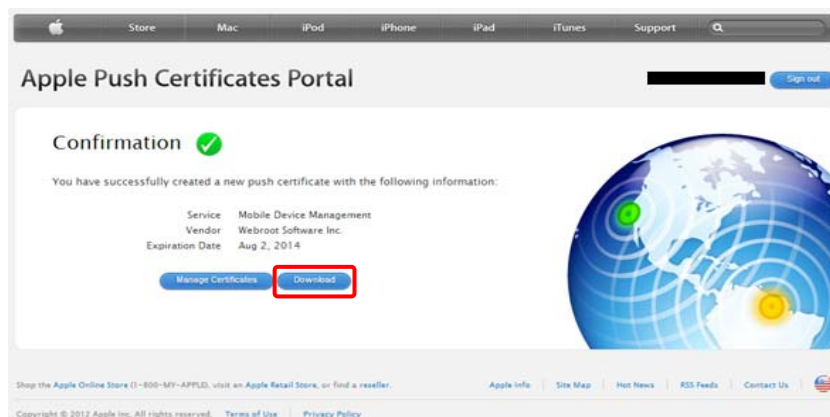 Store Mac iPod iPhone iPad iTunes Support
Apple Push Certificates Portal
Sign out
Confirmation
You have successfully created a new push certificate with the following information:
Service Mobile Device Management
Vendor Webroot Software Inc.
Expiration Date Aug 2, 2014
Manage Certificates Download
Shop the Apple Online Store (1-800-MY-APPLE), visit an Apple Retail Store, or find a reseller. Apple Info Site Map Hot News RSS Feeds Contact Us
Copyright © 2012 Apple Inc. All rights reserved. Terms of Use Privacy Policy